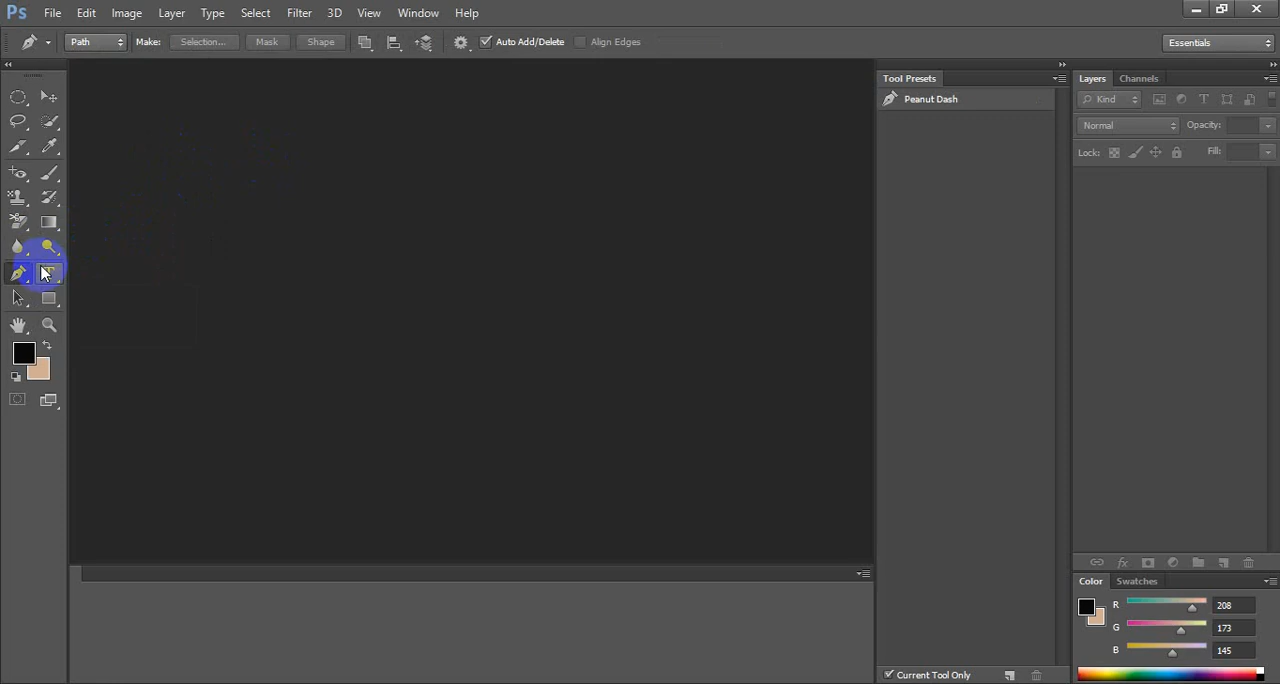 Ps File Edit Image Layer Type Select Filter 3D View Window Help
Path Make: Selection... Mask Shape Auto Add/Delete Align Edges Essentials
Tool Presets
Peanut Dash
Current Tool Only
Layers Channels
Kind T
Normal Opacity:
Lock: Fill:
fx
Color Swatches
R 208
G 173
B 145